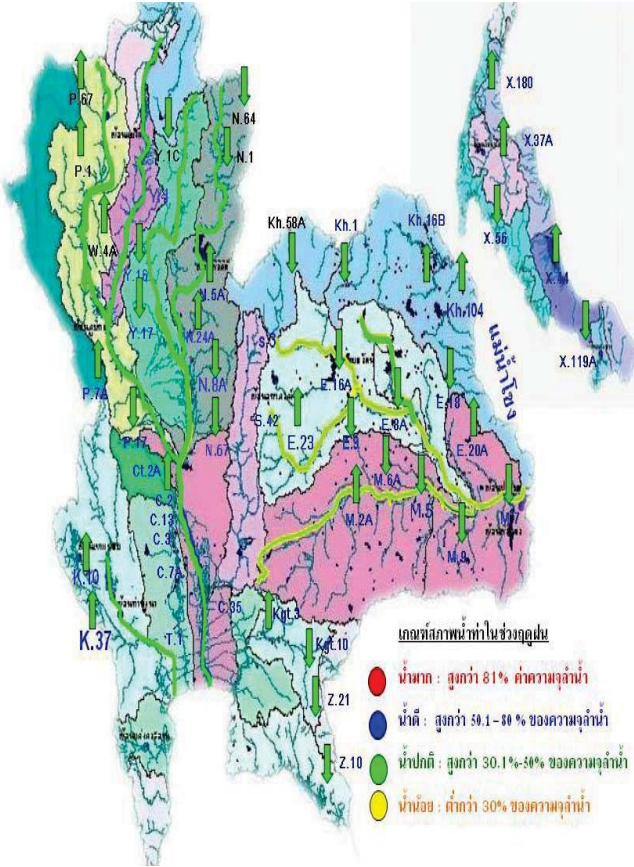 P.67
N.64
Y.1C
N.1
P.1
W.4A
Y.16
N.5A
Y.17
W.24A
P.7A
N.8A
P.17
N.67
Ct.2A
C.2
C.13
C.3
C.7A
C.35
K.10
K.37
T.1
Kh.58A
Kh.1
Kh.16B
Kh.104
แม่น้ำโขง
S.3
E.16A
S.42
E.23
E.9
E.8A
E.18
E.20A
M.6A
M.2A
M.5
M.9
M.7
Kgt.3
Kgt.10
Z.21
Z.10
X.180
X.37A
X.56
X.44
X.119A
เกณฑ์สภาพน้ำท่าในช่วงฤดูฝน
น้ำมาก : สูงกว่า 81% ค่าความจุลำน้ำ
น้ำดี : สูงกว่า 50.1 - 80 % ของความจุลำน้ำ
น้ำปกติ : สูงกว่า 30.1%-50% ของความจุลำน้ำ
น้ำน้อย : ต่ำกว่า 30% ของความจุลำน้ำ